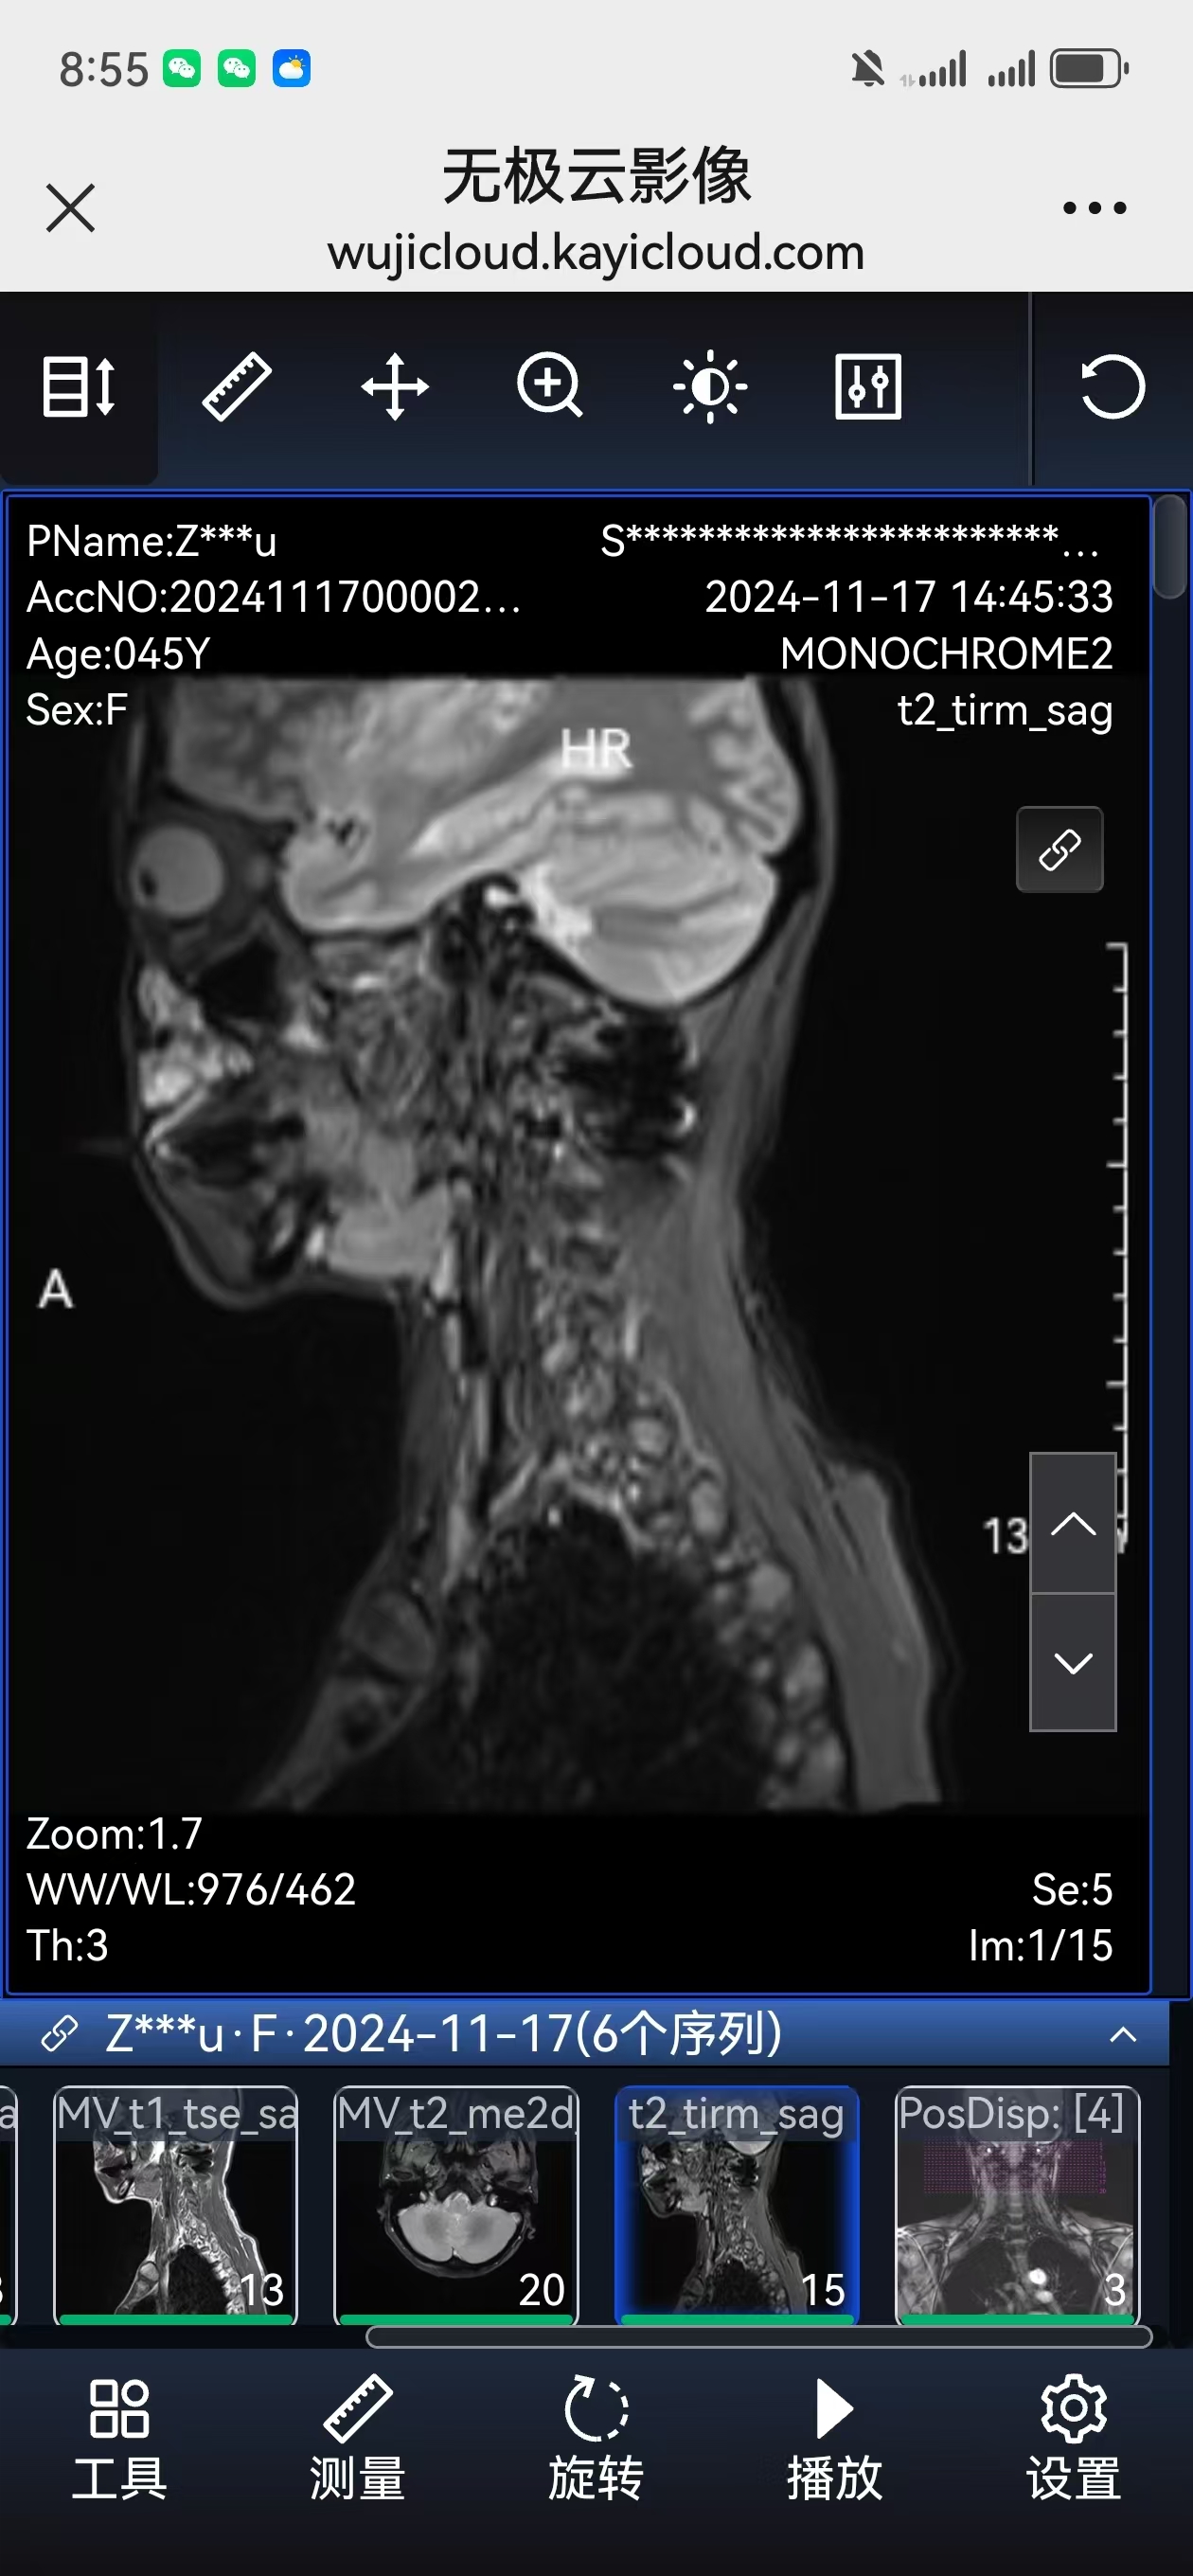 8:55
无极云影像
wujicloud.kayicloud.com
PName:Z***u
S************************...
AccNO:2024111700002...
2024-11-17 14:45:33
Age:045Y
MONOCHROME2
Sex:F
t2_tirm_sag
HR
A
13
Zoom:1.7
WW/WL:976/462
Se:5
Th:3
Im:1/15
Z***u·F·2024-11-17(6个序列)
MV_t1_tse_sa
MV_t2_me2d
t2_tirm_sag
PosDisp: [4]
13
20
15
3
工具
测量
旋转
播放
设置